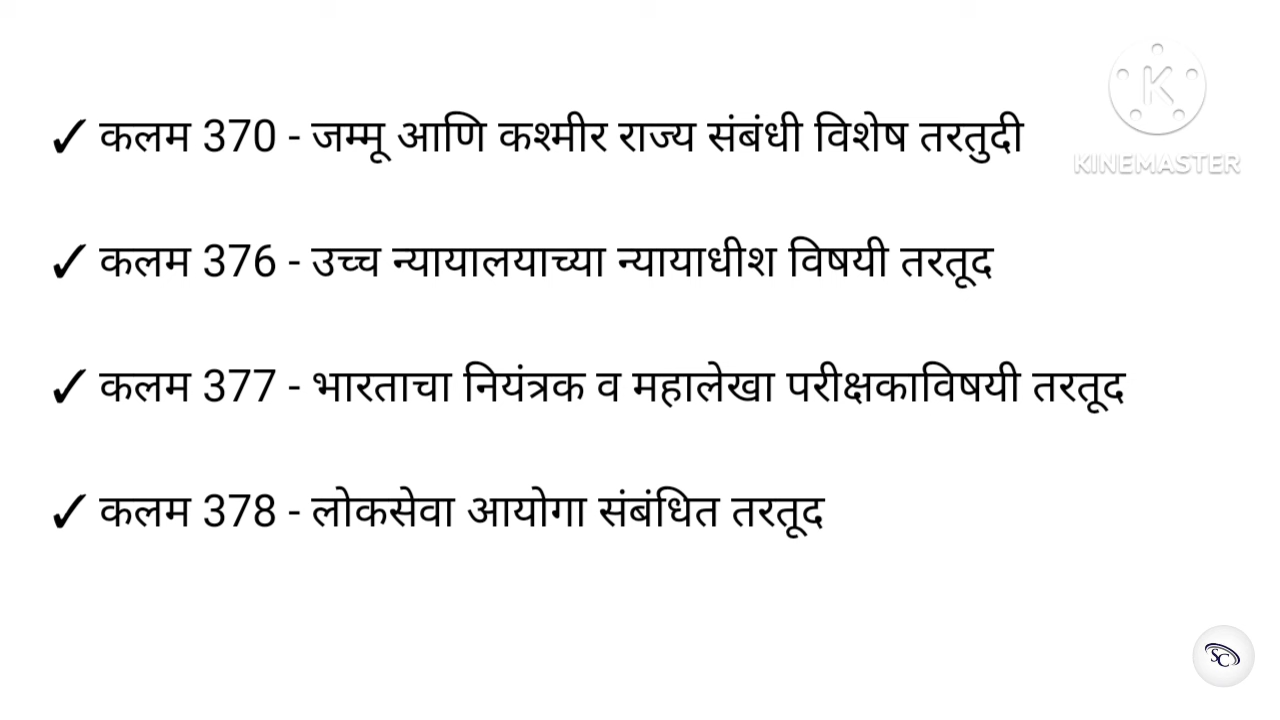 ✓ कलम 370 - जम्मू आणि कश्मीर राज्य संबंधी विशेष तरतुदी
KINEMASTER
✓ कलम 376 - उच्च न्यायालयाच्या न्यायाधीश विषयी तरतूद
✓ कलम 377 - भारताचा नियंत्रक व महालेखा परीक्षकाविषयी तरतूद
✓ कलम 378 - लोकसेवा आयोगा संबंधित तरतूद
SC